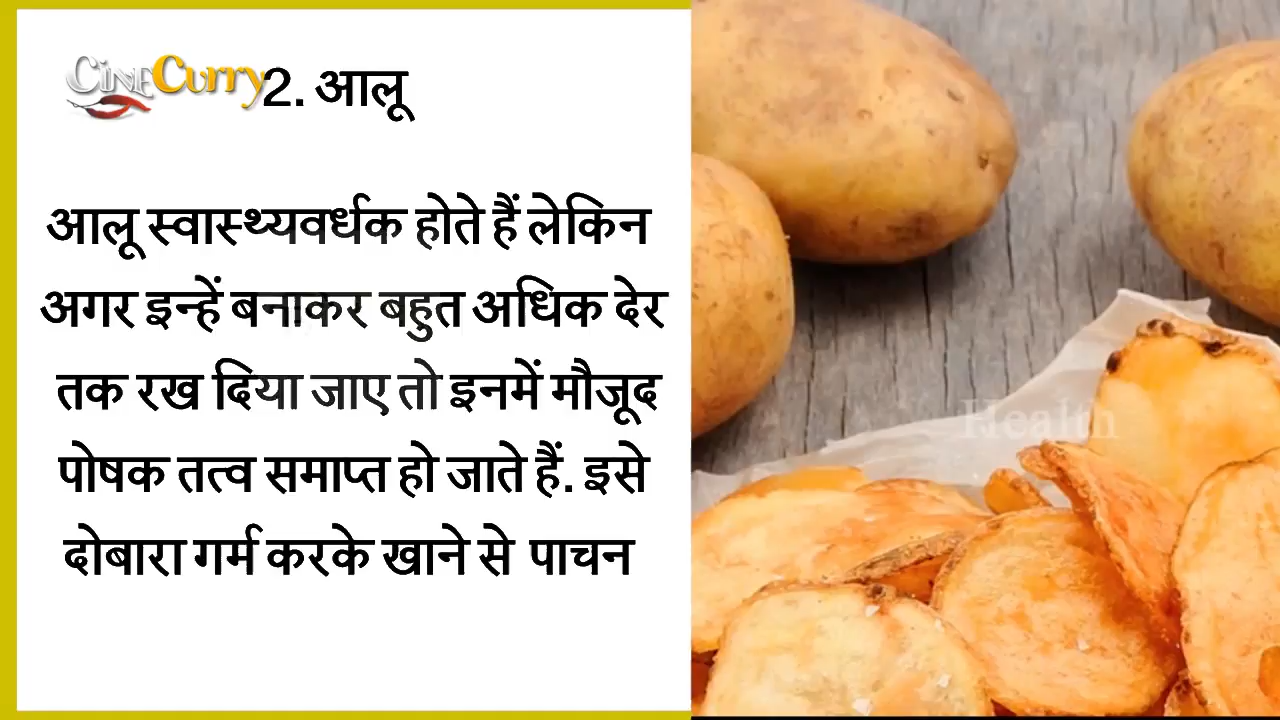 CineCurry
2. आलू
आलू स्वास्थ्यवर्धक होते हैं लेकिन
अगर इन्हें बनाकर बहुत अधिक देर
तक रख दिया जाए तो इनमें मौजूद
पोषक तत्व समाप्त हो जाते हैं. इसे
दोबारा गर्म करके खाने से पाचन
Health